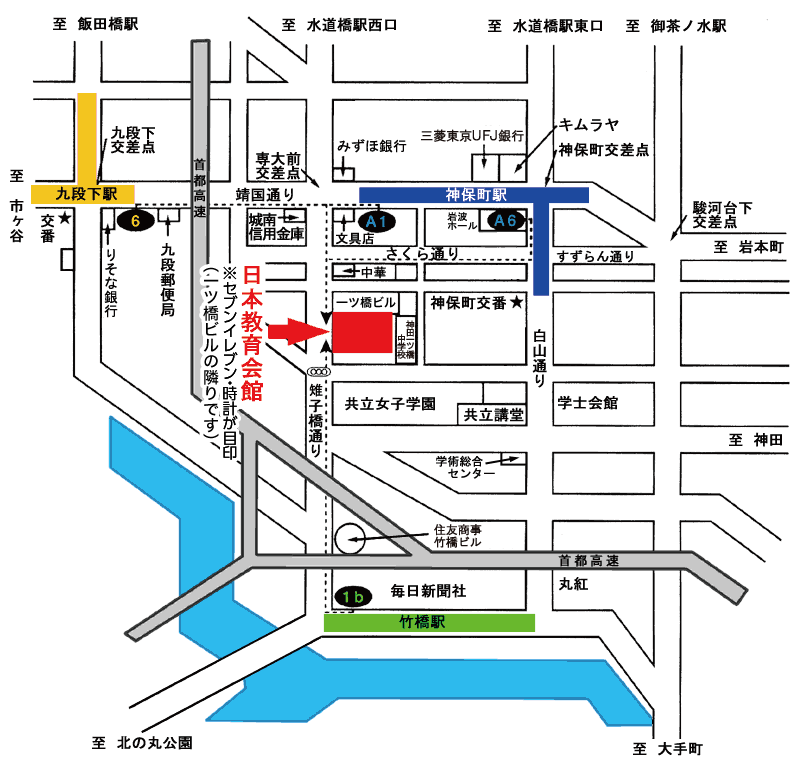 至 飯田橋駅
至 水道橋駅西口
至 水道橋駅東口
至 御茶ノ水駅
九段下
交差点
首都高速
専大前
交差点
みずほ銀行
三菱東京UFJ銀行
キムラヤ
神保町交差点
至 市ヶ谷
九段下駅
靖国通り
神保町駅
交番★
6
りそな銀行
九段郵便局
城南
信用金庫
文具店
A1
岩波
ホール
A6
駿河台下
交差点
さくら通り
すずらん通り
至 岩本町
中華
一ツ橋ビル
神保町交番★
神田一ツ橋
中学校
白山通り
日本教育会館
※セブンイレブン・時計が目印
(一ツ橋ビルの隣りです)
雉子橋通り
共立女子学園
共立講堂
学士会館
至 神田
学術総合
センター
住友商事
竹橋ビル
首都高速
1b
毎日新聞社
丸紅
竹橋駅
至 北の丸公園
至 大手町